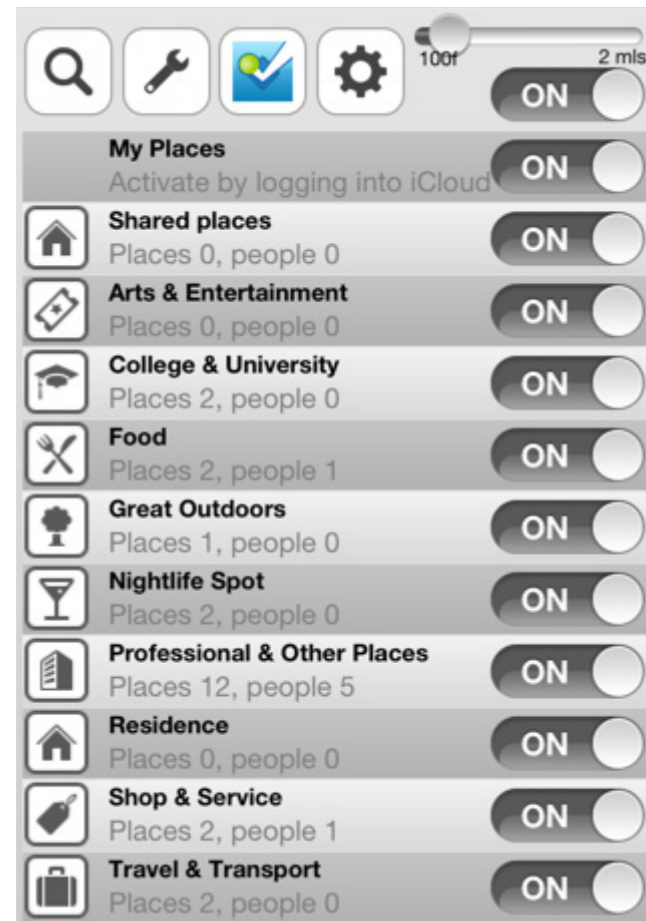 100f
2 mls
ON
My Places
Activate by logging into iCloud
ON
Shared places
Places 0, people 0
ON
Arts & Entertainment
Places 0, people 0
ON
College & University
Places 2, people 0
ON
Food
Places 2, people 1
ON
Great Outdoors
Places 1, people 0
ON
Nightlife Spot
Places 2, people 0
ON
Professional & Other Places
Places 12, people 5
ON
Residence
Places 0, people 0
ON
Shop & Service
Places 2, people 1
ON
Travel & Transport
Places 2, people 0
ON